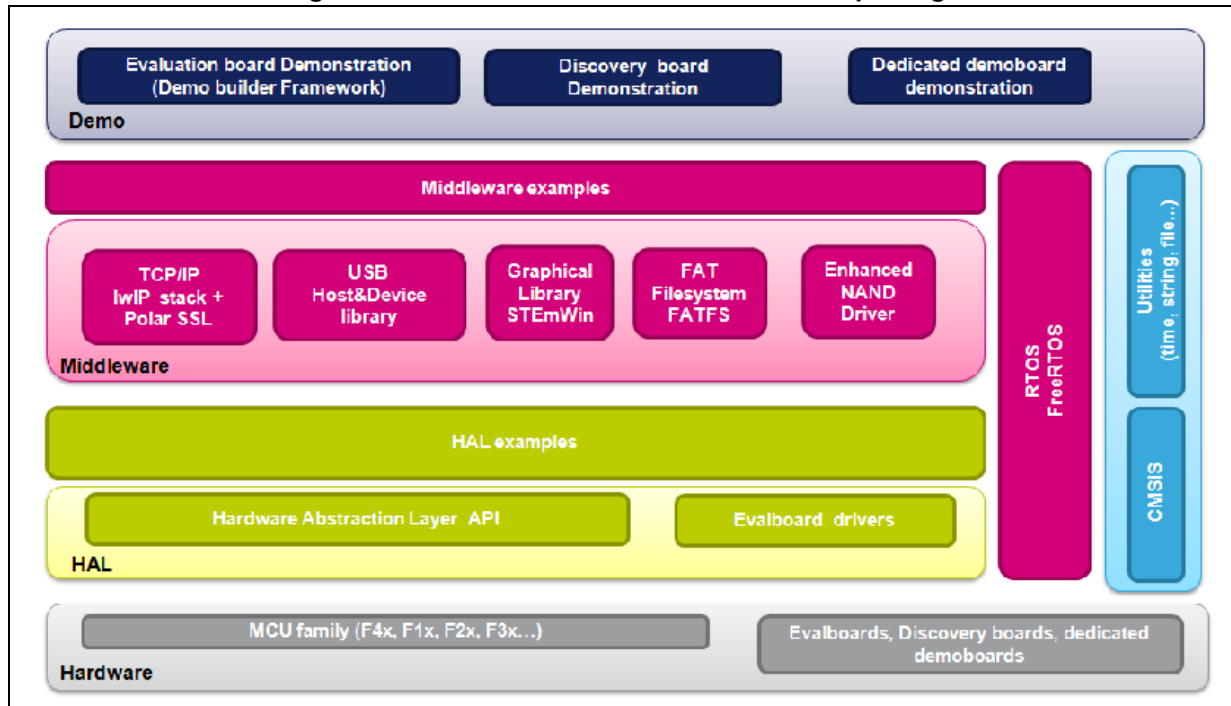 Evaluation board Demonstration
(Demo builder Framework)
Discovery board
Demonstration
Dedicated demoboard
demonstration
Demo
Middleware examples
TCP/IP
lwIP stack +
Polar SSL
USB
Host&Device
library
Graphical
Library
STEmWin
FAT
Filesystem
FATFS
Enhanced
NAND
Driver
Middleware
HAL examples
Hardware Abstraction Layer API
Evalboard drivers
HAL
RTOS
FreeRTOS
Utilities
(time, string, file...)
CMSIS
MCU family (F4x, F1x, F2x, F3x...)
Evalboards, Discovery boards, dedicated
demoboards
Hardware